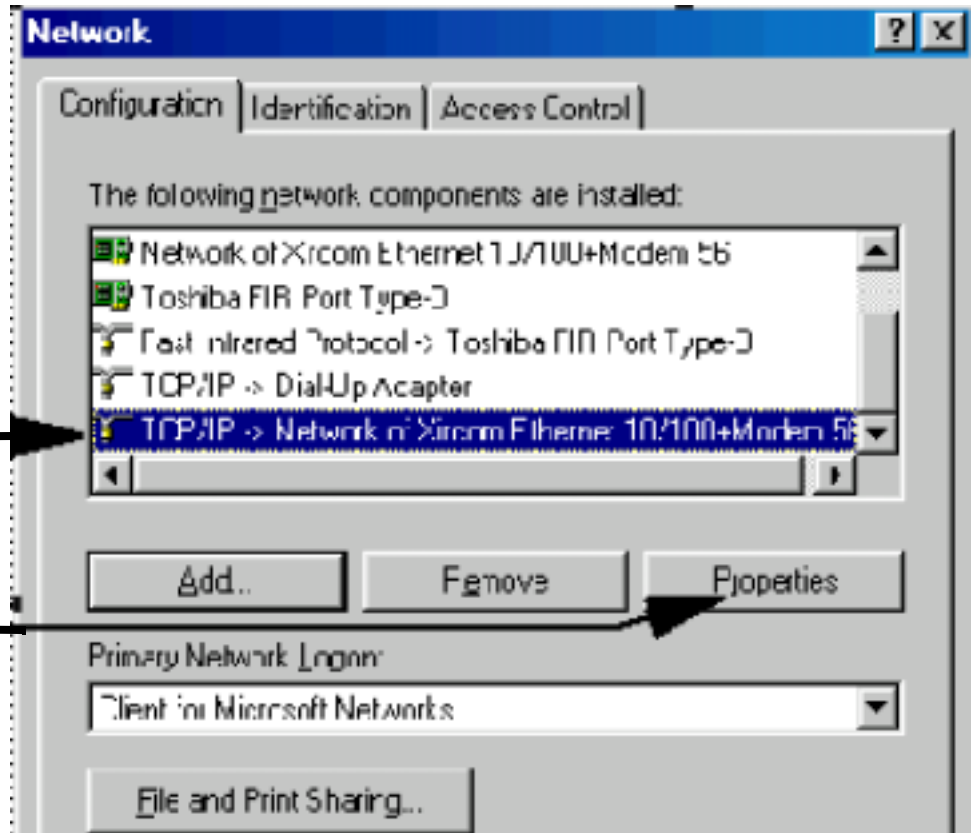 Network
Configuration Identification Access Control
The following network components are installed:
Network of Xircom Ethernet 10/100+Modem 56
Toshiba FIR Port Type-O
Fast Infrared Protocol -> Toshiba FIR Port Type-O
TCP/IP -> Dial-Up Adapter
TCP/IP -> Network of Xircom Ethernet 10/100+Modem 56
Add... Remove Properties
Primary Network Logon:
Client for Microsoft Networks
File and Print Sharing...